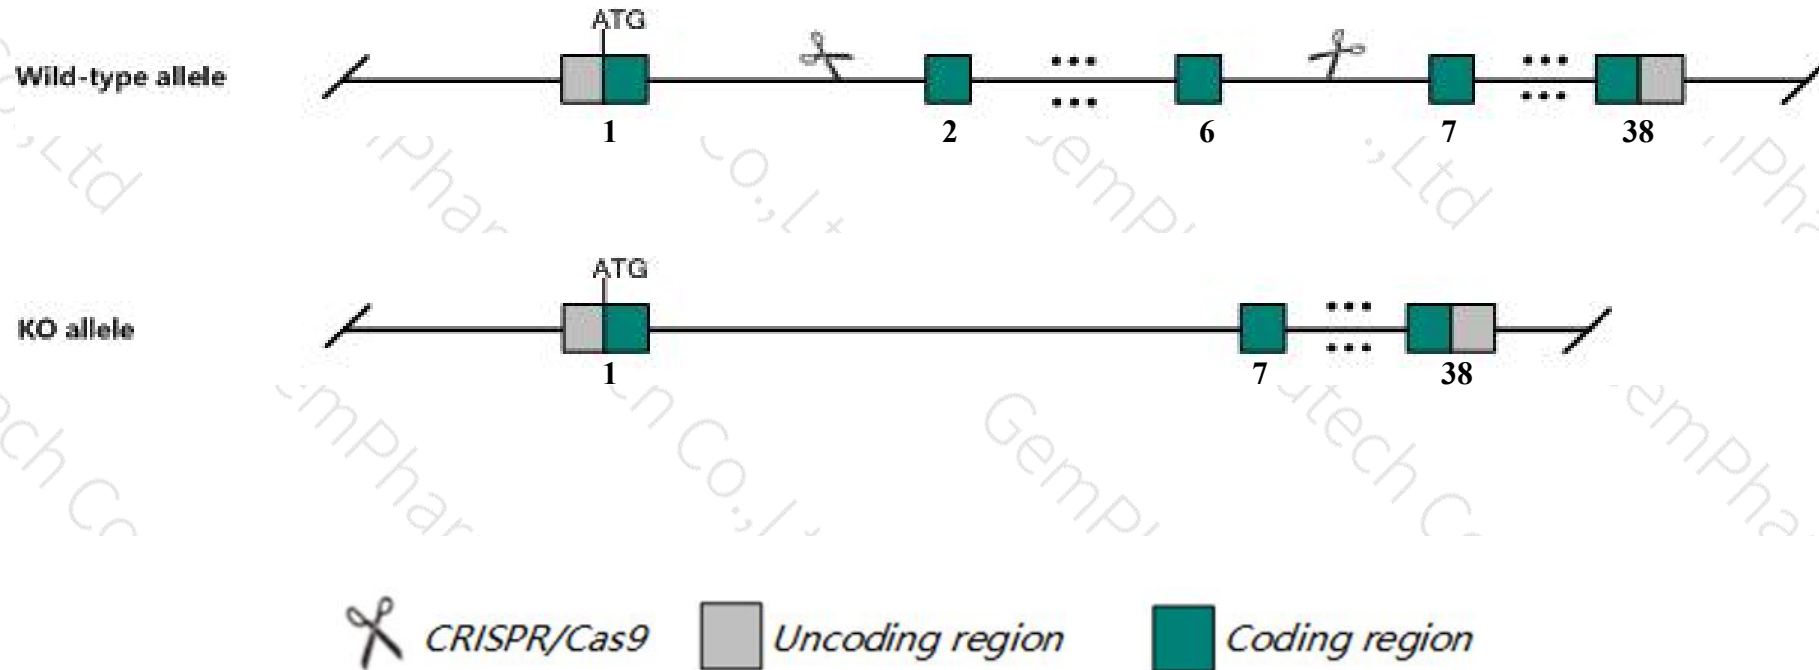 ATG
Wild-type allele
1 2 6 7 38
ATG
KO allele
1 7 38
CRISPR/Cas9 Uncoding region Coding region